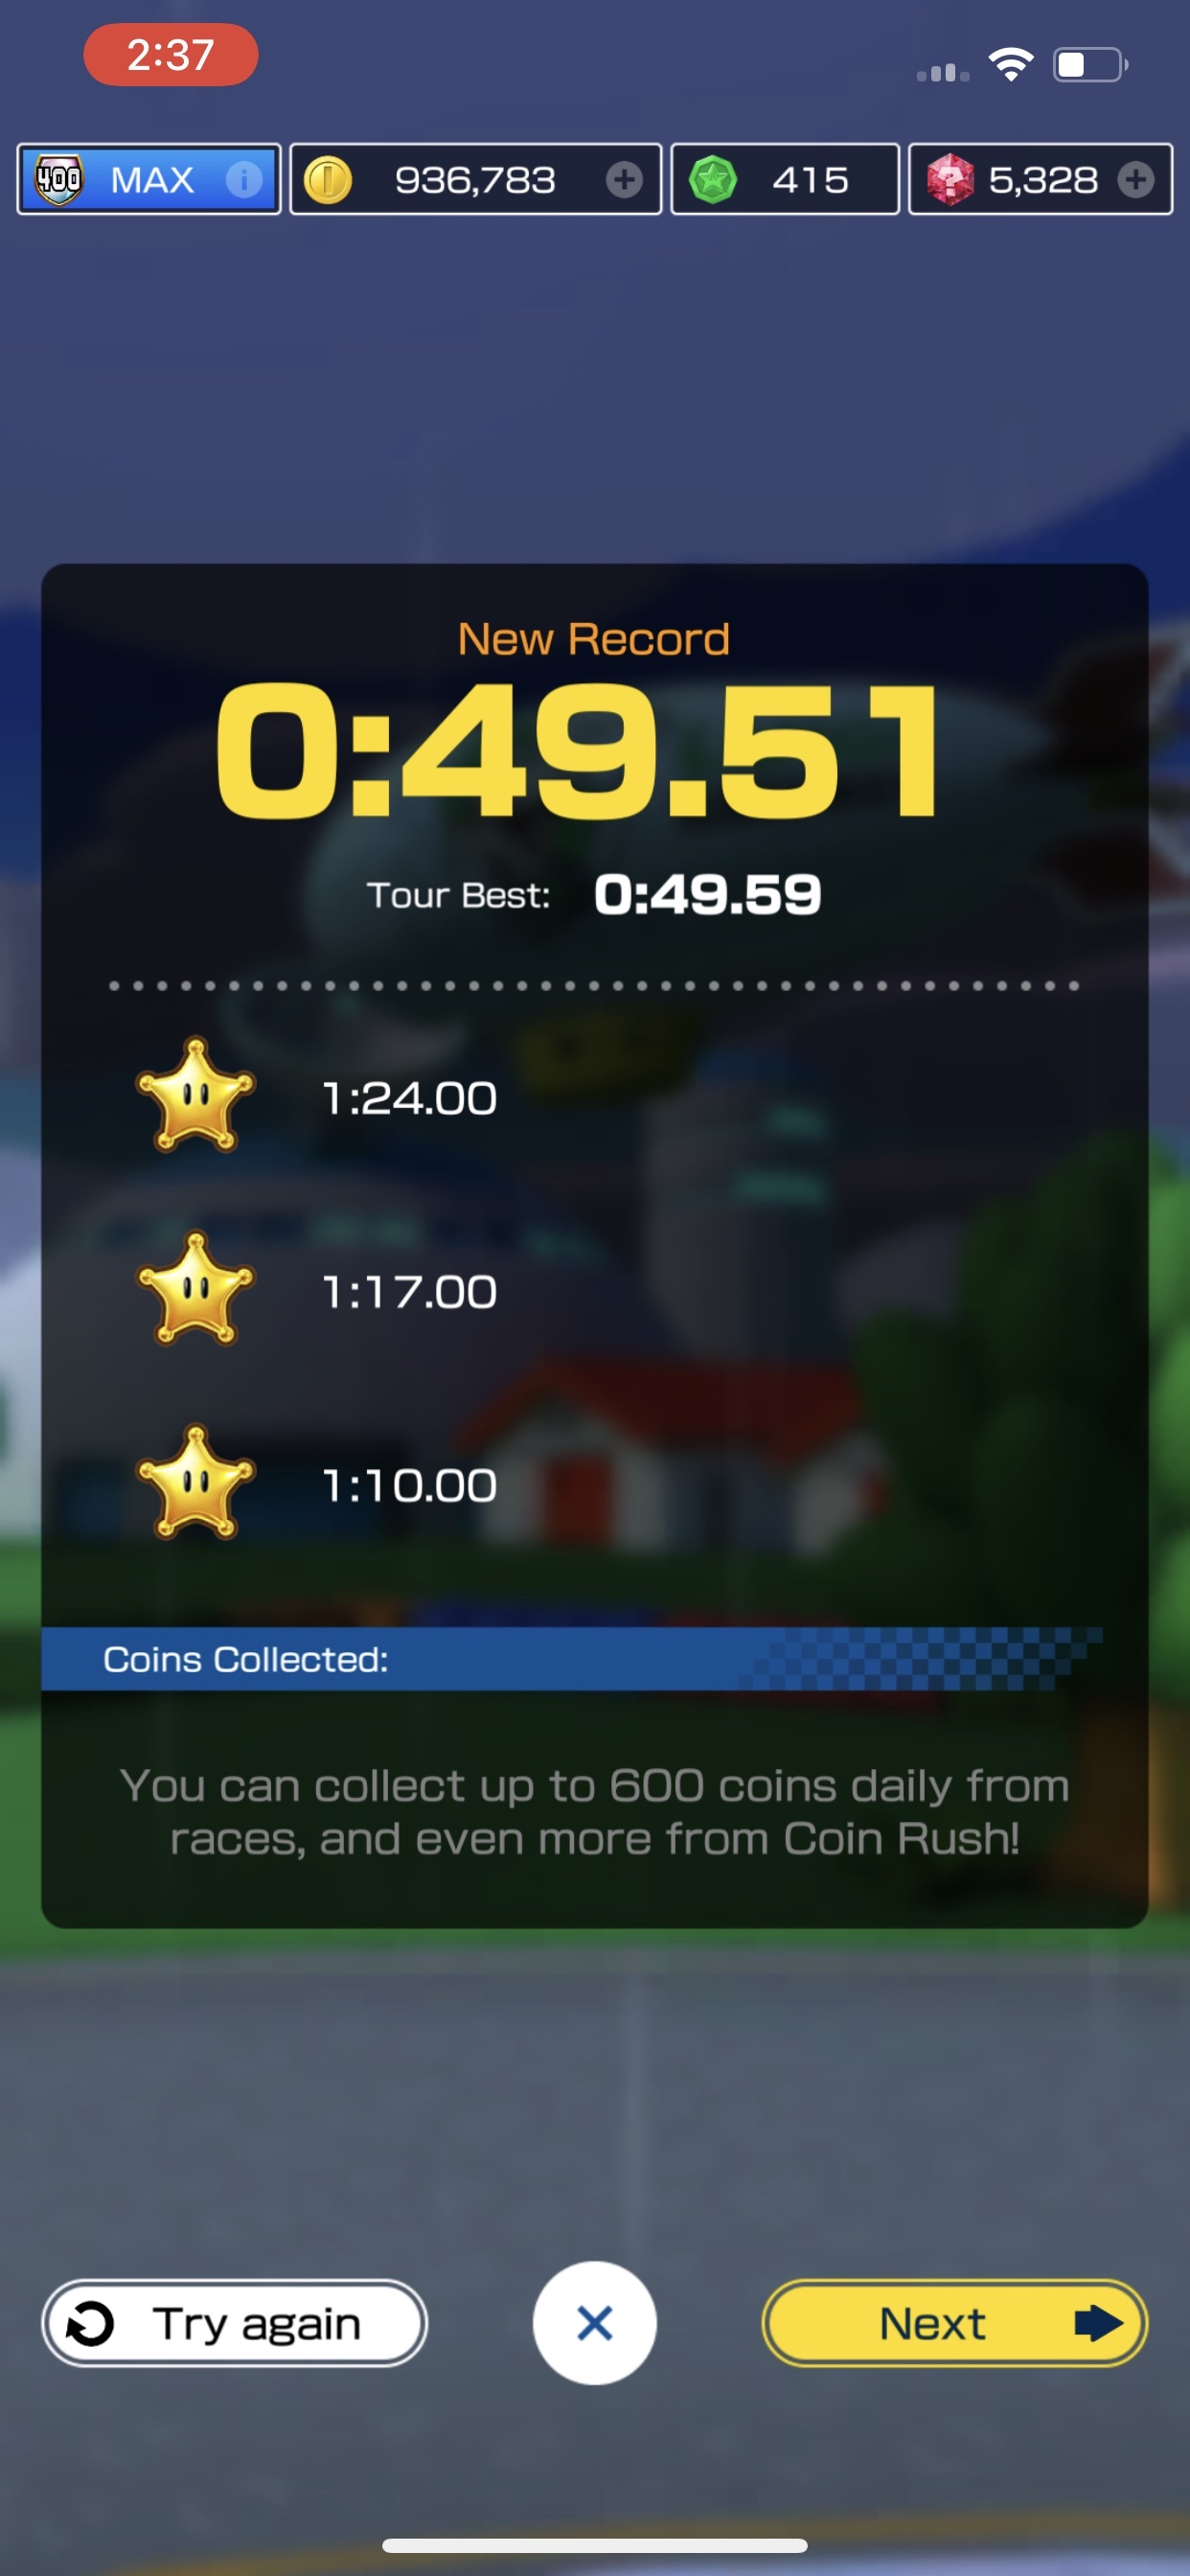 2:37
400 MAX i 936,783 415 5,328
New Record
0:49.51
Tour Best: 0:49.59
1:24.00
1:17.00
1:10.00
Coins Collected:
You can collect up to 600 coins daily from
races, and even more from Coin Rush!
Try again × Next